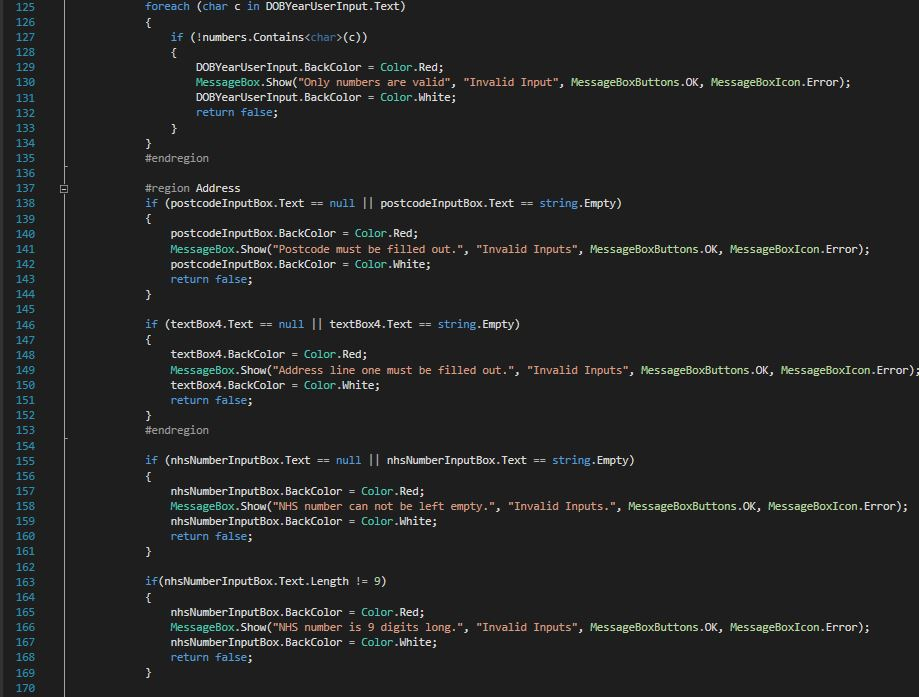 125 foreach (char c in DOBYearUserInput.Text)
126 {
127 if (!numbers.Contains<char>(c))
128 {
129 DOBYearUserInput.BackColor = Color.Red;
130 MessageBox.Show("Only numbers are valid", "Invalid Input", MessageBoxButtons.OK, MessageBoxIcon.Error);
131 DOBYearUserInput.BackColor = Color.White;
132 return false;
133 }
134 }
135 #endregion
136
137 #region Address
138 if (postcodeInputBox.Text == null || postcodeInputBox.Text == string.Empty)
139 {
140 postcodeInputBox.BackColor = Color.Red;
141 MessageBox.Show("Postcode must be filled out.", "Invalid Inputs", MessageBoxButtons.OK, MessageBoxIcon.Error);
142 postcodeInputBox.BackColor = Color.White;
143 return false;
144 }
145
146 if (textBox4.Text == null || textBox4.Text == string.Empty)
147 {
148 textBox4.BackColor = Color.Red;
149 MessageBox.Show("Address line one must be filled out.", "Invalid Inputs", MessageBoxButtons.OK, MessageBoxIcon.Error);
150 textBox4.BackColor = Color.White;
151 return false;
152 }
153 #endregion
154
155 if (nhsNumberInputBox.Text == null || nhsNumberInputBox.Text == string.Empty)
156 {
157 nhsNumberInputBox.BackColor = Color.Red;
158 MessageBox.Show("NHS number can not be left empty.", "Invalid Inputs.", MessageBoxButtons.OK, MessageBoxIcon.Error);
159 nhsNumberInputBox.BackColor = Color.White;
160 return false;
161 }
162
163 if(nhsNumberInputBox.Text.Length != 9)
164 {
165 nhsNumberInputBox.BackColor = Color.Red;
166 MessageBox.Show("NHS number is 9 digits long.", "Invalid Inputs", MessageBoxButtons.OK, MessageBoxIcon.Error);
167 nhsNumberInputBox.BackColor = Color.White;
168 return false;
169 }
170